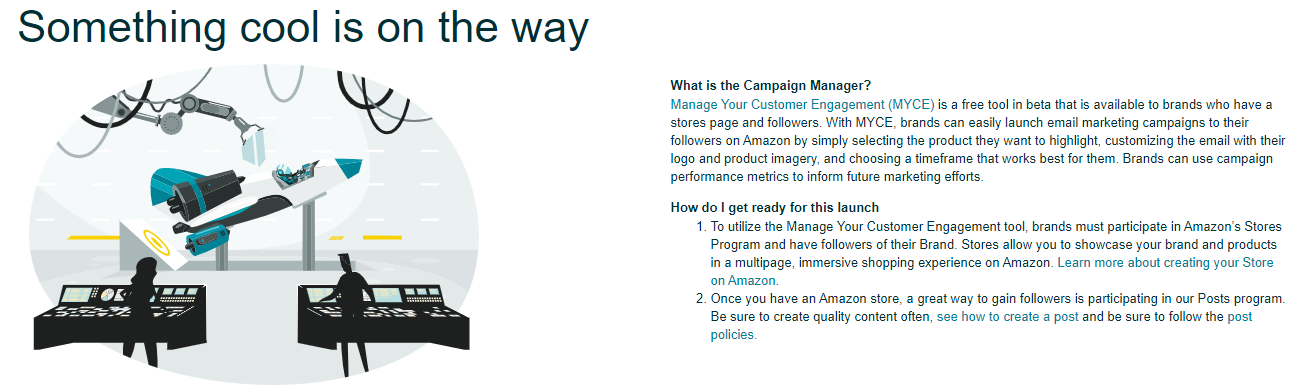 Something cool is on the way
What is the Campaign Manager?
Manage Your Customer Engagement (MYCE) is a free tool in beta that is available to brands who have a
stores page and followers. With MYCE, brands can easily launch email marketing campaigns to their
followers on Amazon by simply selecting the product they want to highlight, customizing the email with their
logo and product imagery, and choosing a timeframe that works best for them. Brands can use campaign
performance metrics to inform future marketing efforts.
How do I get ready for this launch
1. To utilize the Manage Your Customer Engagement tool, brands must participate in Amazon's Stores
Program and have followers of their Brand. Stores allow you to showcase your brand and products
in a multipage, immersive shopping experience on Amazon. Learn more about creating your Store
on Amazon.
2. Once you have an Amazon store, a great way to gain followers is participating in our Posts program.
Be sure to create quality content often, see how to create a post and be sure to follow the post
policies.